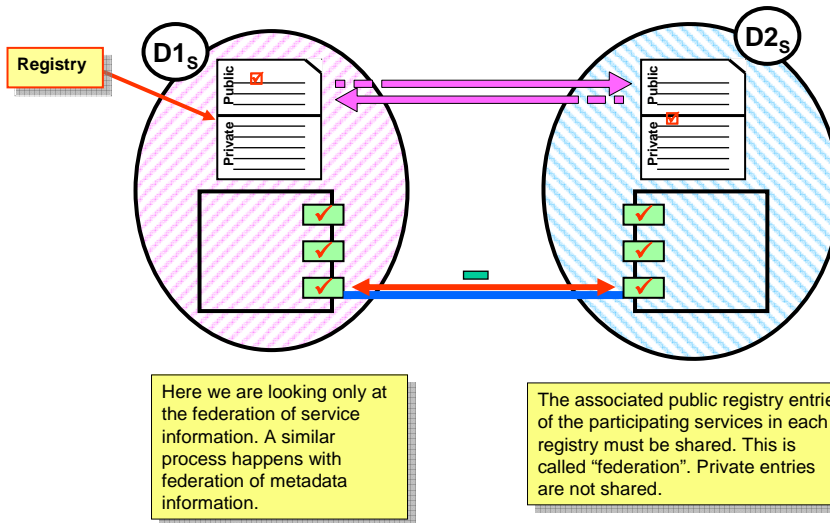 D1S
D2S
Registry
Public
Private
Public
Private
Here we are looking only at
the federation of service
information. A similar
process happens with
federation of metadata
information.
The associated public registry entrie
of the participating services in each
registry must be shared. This is
called “federation”. Private entries
are not shared.